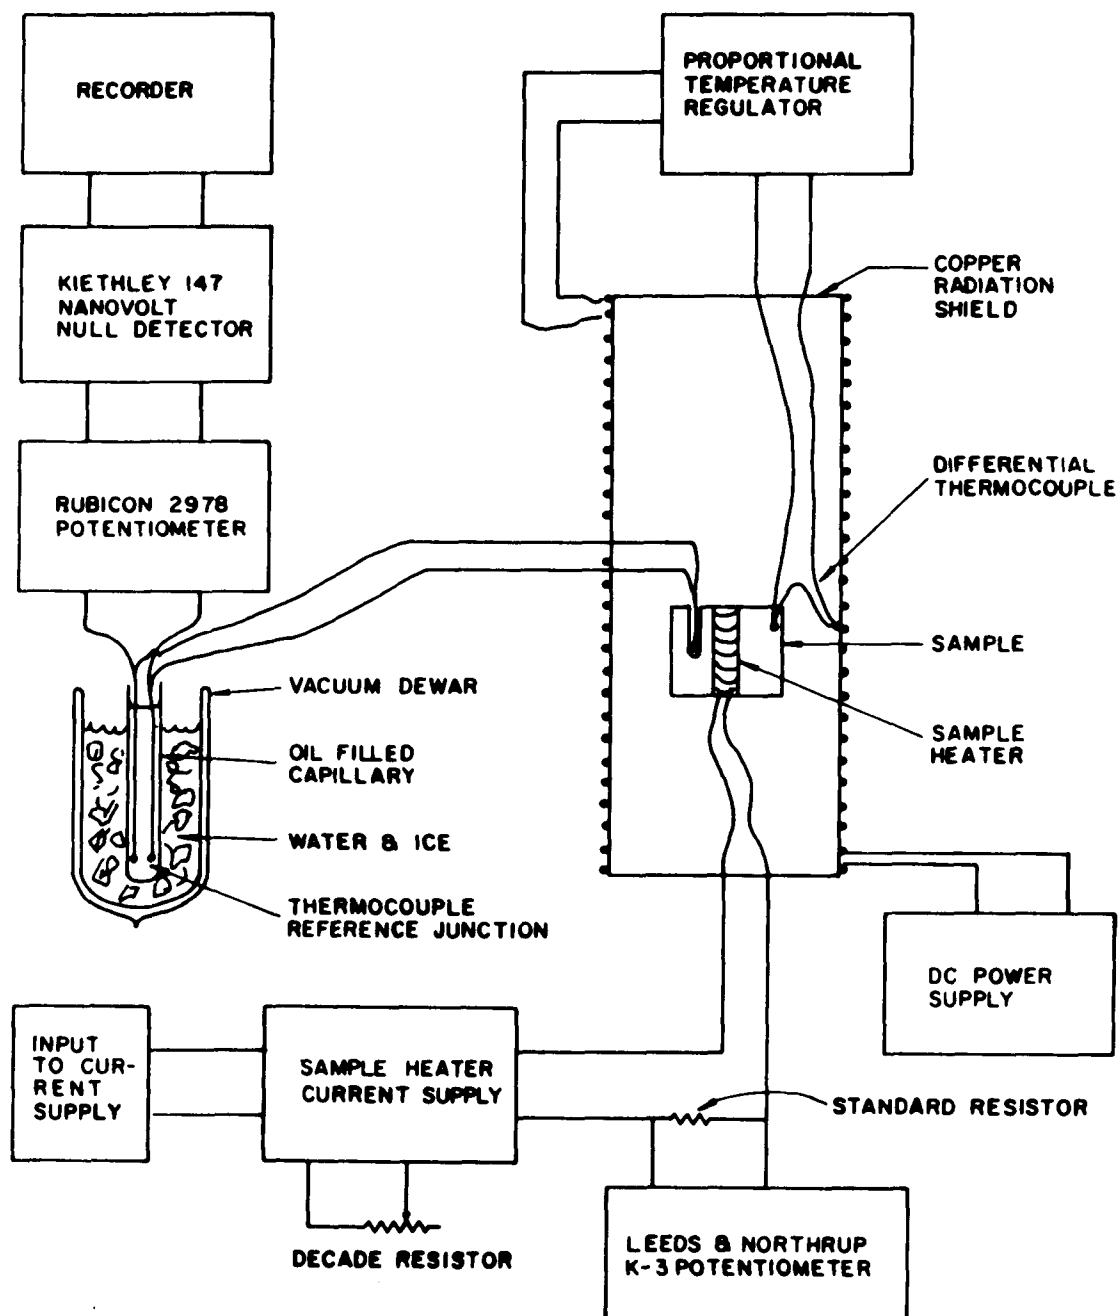 RECORDER
PROPORTIONAL
TEMPERATURE
REGULATOR
KIETHLEY 147
NANOVOLT
NULL DETECTOR
COPPER
RADIATION
SHIELD
RUBICON 2978
POTENTIOMETER
DIFFERENTIAL
THERMOCOUPLE
SAMPLE
VACUUM DEWAR
SAMPLE
HEATER
OIL FILLED
CAPILLARY
WATER & ICE
THERMOCOUPLE
REFERENCE JUNCTION
DC POWER
SUPPLY
INPUT
TO CUR-
RENT
SUPPLY
SAMPLE HEATER
CURRENT SUPPLY
STANDARD RESISTOR
DECADE RESISTOR
LEEDS & NORTHRUP
K-3 POTENTIOMETER